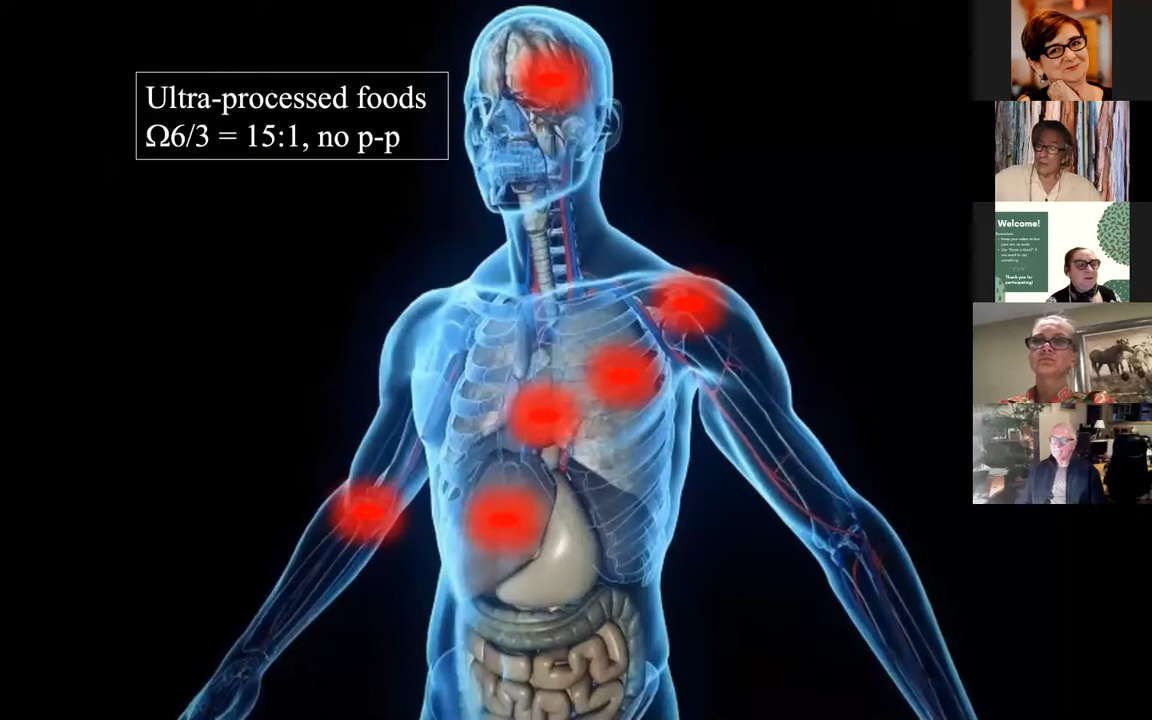 Ultra-processed foods
Ω6/3 = 15:1, no p-p
Welcome!
Thank you for
participating!